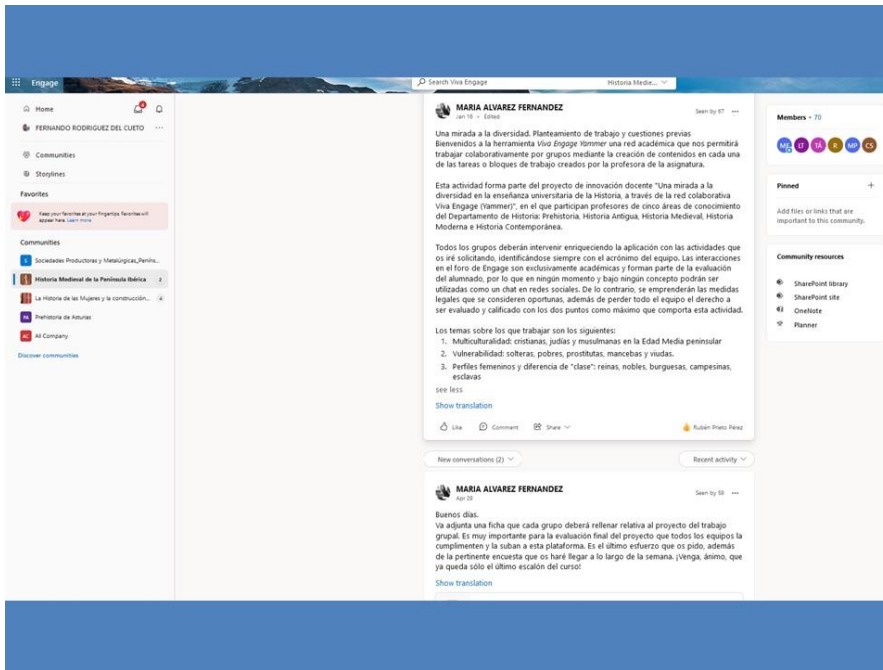 Engage
Search Viva Engage
Historia Medie...
Home
4
FERNANDO RODRIGUEZ DEL CUETO
Communities
Storylines
Favorites
Keep your favorites at your fingertips. Favorites will
appear here. Learn more
Communities
S Sociedades Productoras y Metalúrgicas_Peníns...
Historia Medieval de la Península Ibérica 2
La Historia de las Mujeres y la construcción... 4
PA Prehistoria de Asturias
AC All Company
Discover communities
MARIA ALVAREZ FERNANDEZ
Seen by 67
Jan 18 • Edited
Una mirada a la diversidad. Planteamiento de trabajo y cuestiones previas
Bienvenidos a la herramienta Viva Engage Yammer una red académica que nos permitirá
trabajar colaborativamente por grupos mediante la creación de contenidos en cada una
de las tareas o bloques de trabajo creados por la profesora de la asignatura.
Esta actividad forma parte del proyecto de innovación docente "Una mirada a la
diversidad en la enseñanza universitaria de la Historia, a través de la red colaborativa
Viva Engage (Yammer)", en el que participan profesores de cinco áreas de conocimiento
del Departamento de Historia: Prehistoria, Historia Antigua, Historia Medieval, Historia
Moderna e Historia Contemporánea.
Todos los grupos deberán intervenir enriqueciendo la aplicación con las actividades que
os iré solicitando, identificándose siempre con el acrónimo del equipo. Las interacciones
en el foro de Engage son exclusivamente académicas y forman parte de la evaluación
del alumnado, por lo que en ningún momento y bajo ningún concepto podrán ser
utilizadas como un chat en redes sociales. De lo contrario, se emprenderán las medidas
legales que se consideren oportunas, además de perder todo el equipo el derecho a
ser evaluado y calificado con los dos puntos como máximo que comporta esta actividad.
Los temas sobre los que trabajar son los siguientes:
1. Multiculturalidad: cristianas, judías y musulmanas en la Edad Media peninsular
2. Vulnerabilidad: solteras, pobres, prostitutas, mancebas y viudas.
3. Perfiles femeninos y diferencia de "clase": reinas, nobles, burguesas, campesinas,
esclavas
see less
Show translation
Like Comment Share
Rubén Prieto Pérez
New conversations (2)
Recent activity
MARIA ALVAREZ FERNANDEZ
Seen by 58
Apr 28
Buenos días.
Va adjunta una ficha que cada grupo deberá rellenar relativa al proyecto del trabajo
grupal. Es muy importante para la evaluación final del proyecto que todos los equipos la
cumplimenten y la suban a esta plataforma. Es el último esfuerzo que os pido, además
de la pertinente encuesta que os haré llegar a lo largo de la semana. ¡Venga, ánimo, que
ya queda sólo el último escalón del curso!
Show translation
Members • 70
LT TÁ R MP CS
Pinned
Add files or links that are
important to this community.
Community resources
SharePoint library
SharePoint site
OneNote
Planner